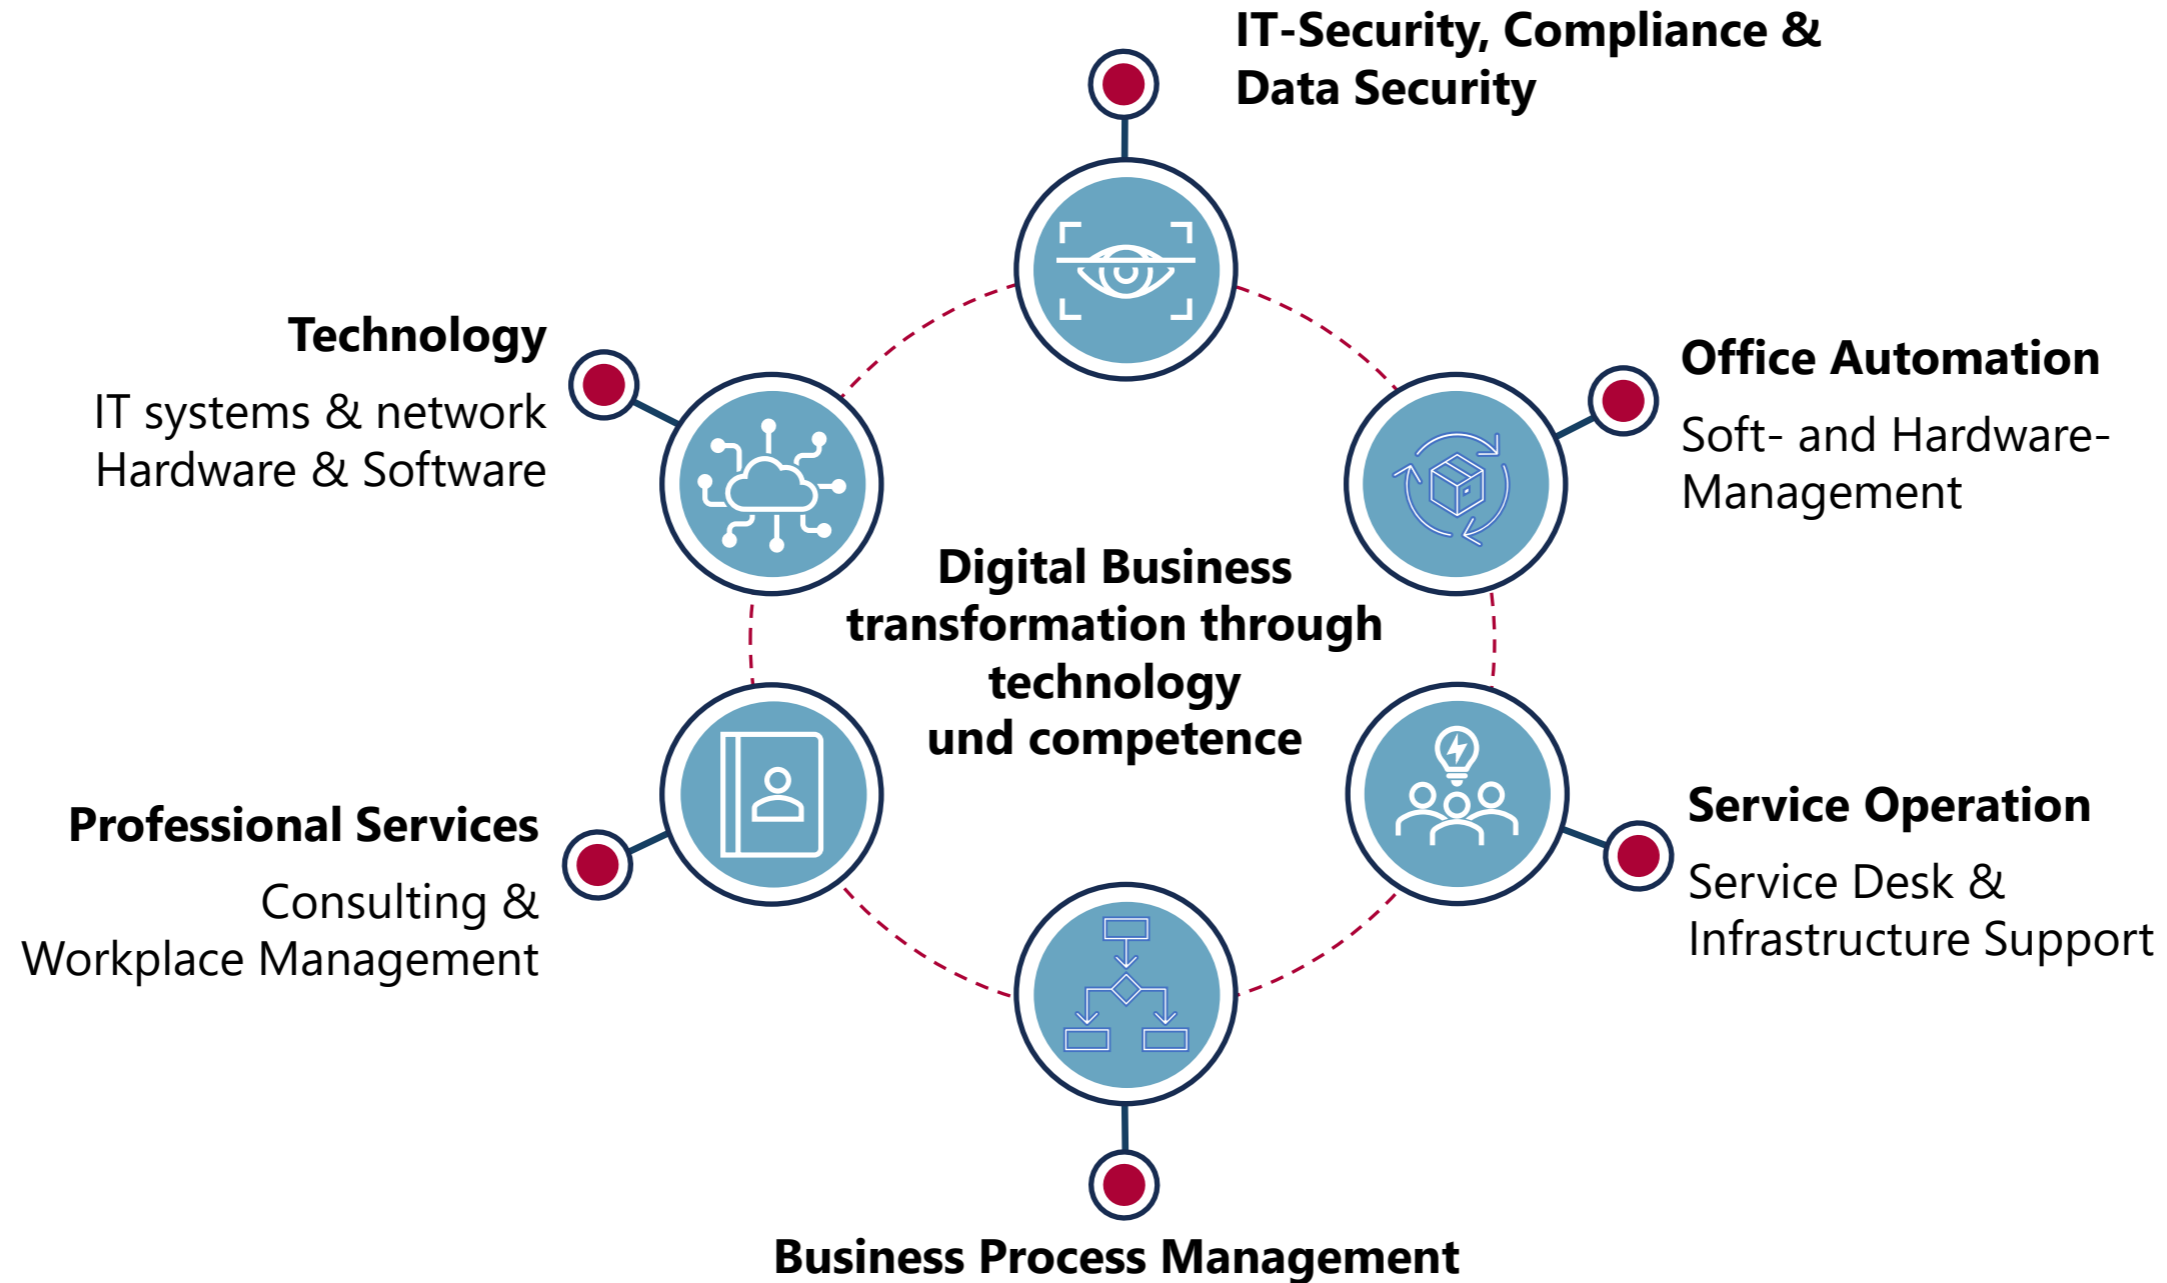 IT-Security, Compliance &
Data Security
Technology
IT systems & network
Hardware & Software
Office Automation
Soft- and Hardware-
Management
Digital Business
transformation through
technology
und competence
Professional Services
Consulting &
Workplace Management
Service Operation
Service Desk &
Infrastructure Support
Business Process Management